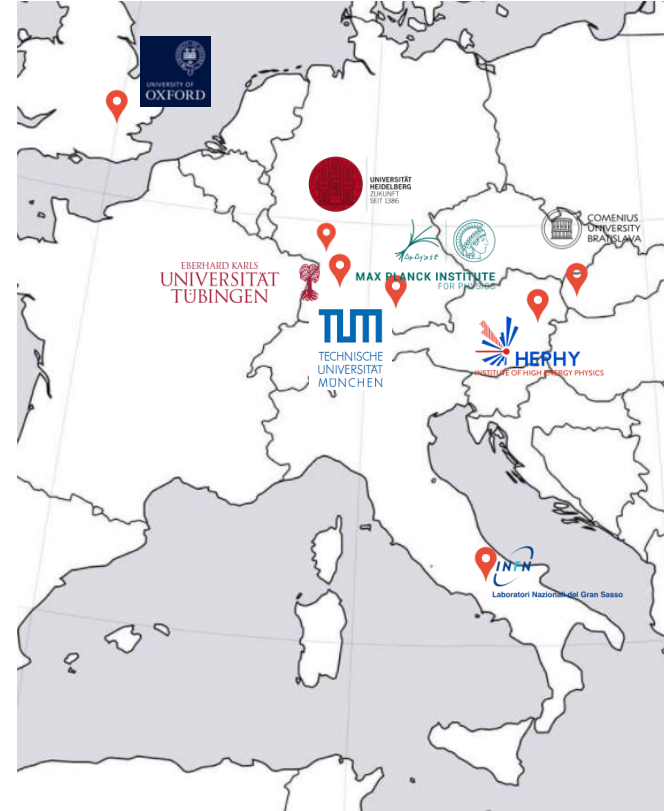 UNIVERSITY OF
OXFORD
UNIVERSITÄT
HEIDELBERG
ZUKUNFT
SEIT 1386
COMENIUS
UNIVERSITY
BRATISLAVA
EBERHARD KARLS
UNIVERSITÄT
TÜBINGEN
MAX PLANCK INSTITUTE
FOR PHYSICS
TUM
TECHNISCHE
UNIVERSITÄT
MÜNCHEN
HEPHY
INSTITUTE OF HIGH ENERGY PHYSICS
INFN
Laboratori Nazionali del Gran Sasso